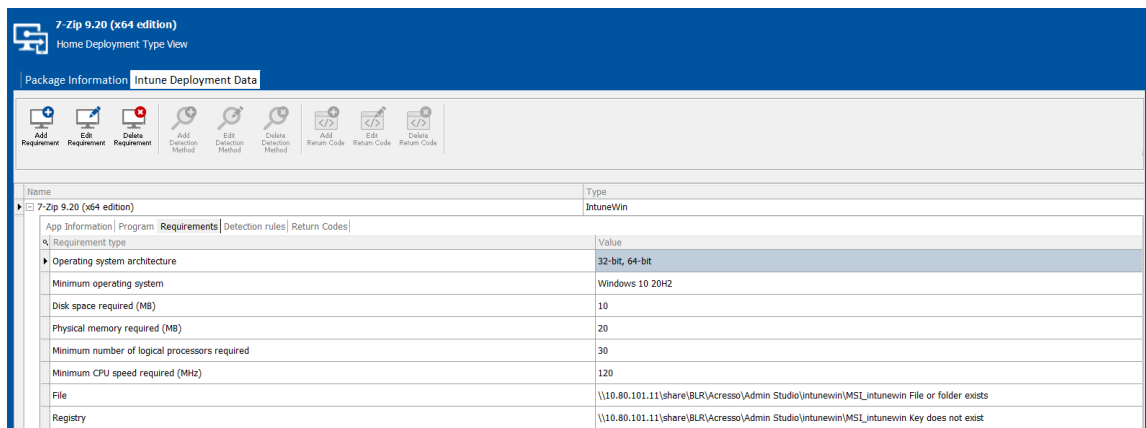 7-Zip 9.20 (x64 edition)
Home Deployment Type View
Package Information Intune Deployment Data
Add Requirement
Edit Requirement
Delete Requirement
Add Detection Method
Edit Detection Method
Delete Detection Method
Add Return Code
Edit Return Code
Delete Return Code
Name Type
7-Zip 9.20 (x64 edition) IntuneWin
App Information Program Requirements Detection rules Return Codes
Requirement type Value
Operating system architecture 32-bit, 64-bit
Minimum operating system Windows 10 20H2
Disk space required (MB) 10
Physical memory required (MB) 20
Minimum number of logical processors required 30
Minimum CPU speed required (MHz) 120
File \\10.80.101.11\share\BLR\Acresso\Admin Studio\intunewin\MSI_intunewin File or folder exists
Registry \\10.80.101.11\share\BLR\Acresso\Admin Studio\intunewin\MSI_intunewin Key does not exist